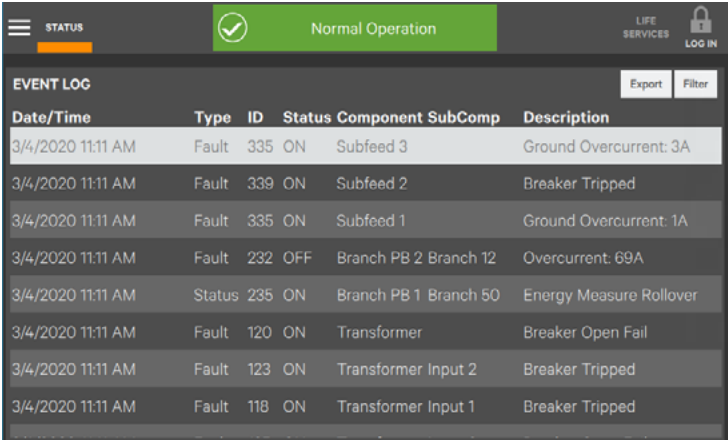 STATUS
Normal Operation
LIFE
SERVICES
LOG IN
EVENT LOG
Export Filter
Date/Time Type ID Status Component SubComp Description
3/4/2020 11:11 AM Fault 335 ON Subfeed 3 Ground Overcurrent: 3A
3/4/2020 11:11 AM Fault 339 ON Subfeed 2 Breaker Tripped
3/4/2020 11:11 AM Fault 335 ON Subfeed 1 Ground Overcurrent: 1A
3/4/2020 11:11 AM Fault 232 OFF Branch PB 2 Branch 12 Overcurrent: 69A
3/4/2020 11:11 AM Status 235 ON Branch PB 1 Branch 50 Energy Measure Rollover
3/4/2020 11:11 AM Fault 120 ON Transformer Breaker Open Fail
3/4/2020 11:11 AM Fault 123 ON Transformer Input 2 Breaker Tripped
3/4/2020 11:11 AM Fault 118 ON Transformer Input 1 Breaker Tripped